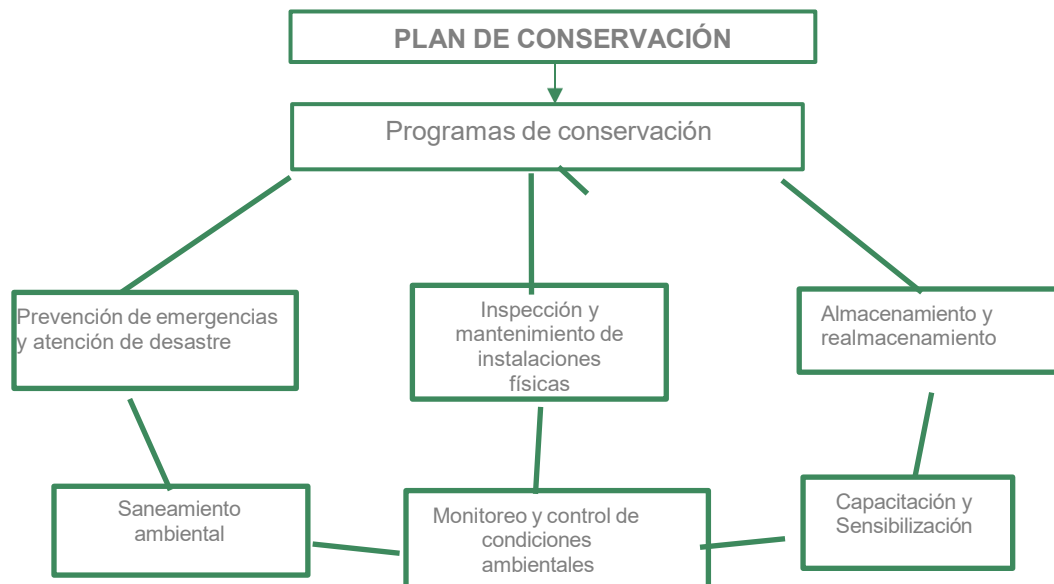 PLAN DE CONSERVACIÓN
Programas de conservación
Prevención de emergencias
y atención de desastre
Inspección y
mantenimiento de
instalaciones
físicas
Almacenamiento y
realmacenamiento
Saneamiento
ambiental
Monitoreo y control de
condiciones
ambientales
Capacitación y
Sensibilización